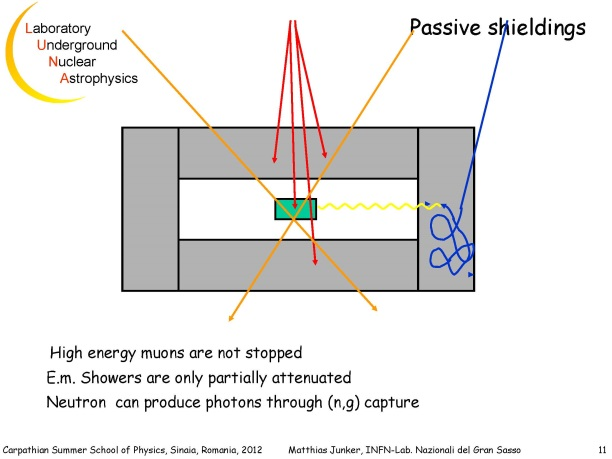 Laboratory
Underground
Nuclear
Astrophysics
Passive shieldings
High energy muons are not stopped
E.m. Showers are only partially attenuated
Neutron can produce photons through (n,g) capture
Carpathian Summer School of Physics, Sinaia, Romania, 2012 Matthias Junker, INFN-Lab. Nazionali del Gran Sasso 11